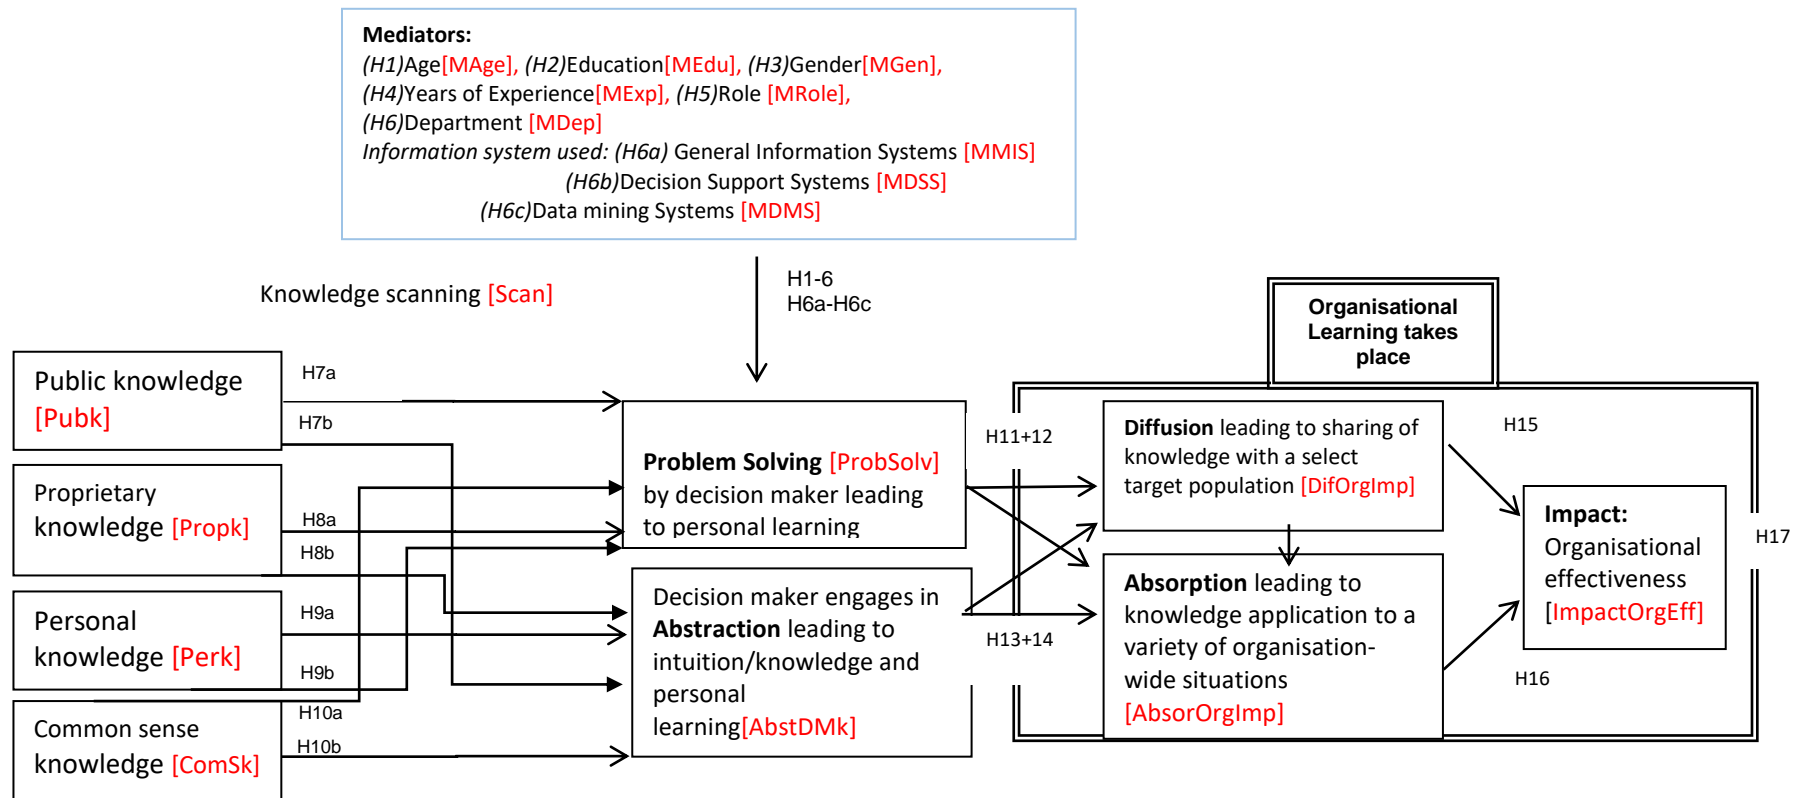 Mediators:
(H1)Age[MAge], (H2)Education[MEdu], (H3)Gender[MGen],
(H4)Years of Experience[MExp], (H5)Role [MRole],
(H6)Department [MDep]
Information system used: (H6a) General Information Systems [MMIS]
(H6b)Decision Support Systems [MDSS]
(H6c)Data mining Systems [MDMS]
Knowledge scanning [Scan]
H1-6
H6a-H6c
Organisational
Learning takes
place
Public knowledge
[Pubk]
H7a
H7b
Proprietary
knowledge [Propk]
H8a
H8b
Personal
knowledge [Perk]
H9a
H9b
Common sense
knowledge [ComSk]
H10a
H10b
Problem Solving [ProbSolv]
by decision maker leading
to personal learning
Decision maker engages in
Abstraction leading to
intuition/knowledge and
personal
learning[AbstDMk]
H11+12
H13+14
Diffusion leading to sharing of
knowledge with a select
target population [DifOrgImp]
Absorption leading to
knowledge application to a
variety of organisation-
wide situations
[AbsorOrgImp]
H15
H16
Impact:
Organisational
effectiveness
[ImpactOrgEff]
H17